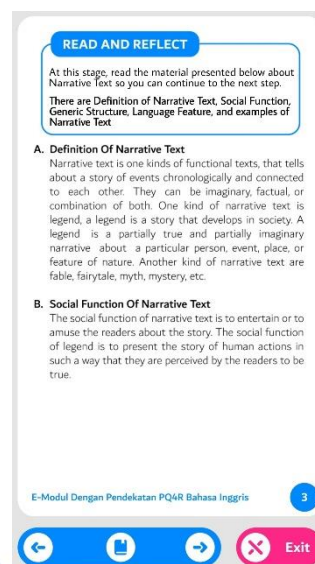 READ AND REFLECT
At this stage, read the material presented below about
Narrative Text so you can continue to the next step.
There are Definition of Narrative Text, Social Function,
Generic Structure, Language Feature, and examples of
Narrative Text
A. Definition Of Narrative Text
Narrative text is one kinds of functional texts, that tells
about a story of events chronologically and connected
to each other. They can be imaginary, factual, or
combination of both. One kind of narrative text is
legend, a legend is a story that develops in society. A
legend is a partially true and partially imaginary
narrative about a particular person, event, place, or
feature of nature. Another kind of narrative text are
fable, fairytale, myth, mystery, etc.
B. Social Function Of Narrative Text
The social function of narrative text is to entertain or to
amuse the readers about the story. The social function
of legend is to present the story of human actions in
such a way that they are perceived by the readers to be
true.
E-Modul Dengan Pendekatan PQ4R Bahasa Inggris 3
Exit